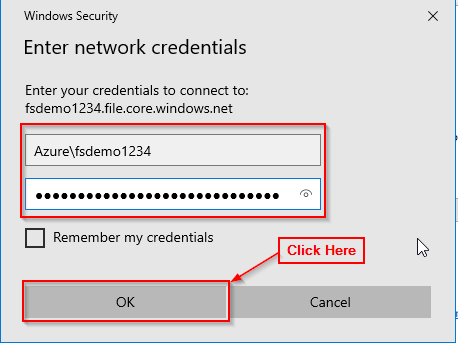 Windows Security
Enter network credentials
Enter your credentials to connect to:
fsdemo1234.file.core.windows.net
Azure\fsdemo1234
●●●●●●●●●●●●●●●●●●●●●●●●●●●●●
Remember my credentials
Click Here
OK
Cancel